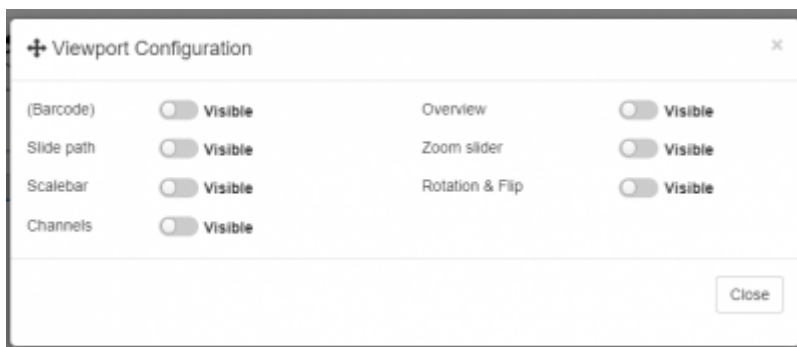 Viewport Configuration ×
(Barcode) Visible Overview Visible
Slide path Visible Zoom slider Visible
Scalebar Visible Rotation & Flip Visible
Channels Visible
Close